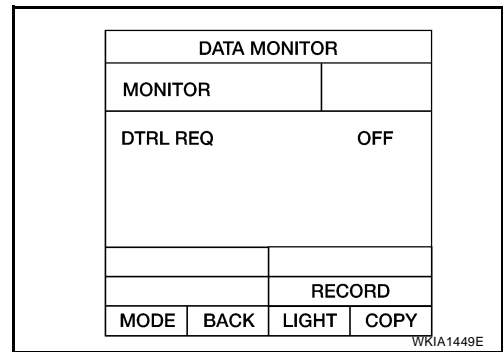 DATA MONITOR
MONITOR
DTRL REQ OFF
RECORD
MODE BACK LIGHT COPY
WKIA1449E